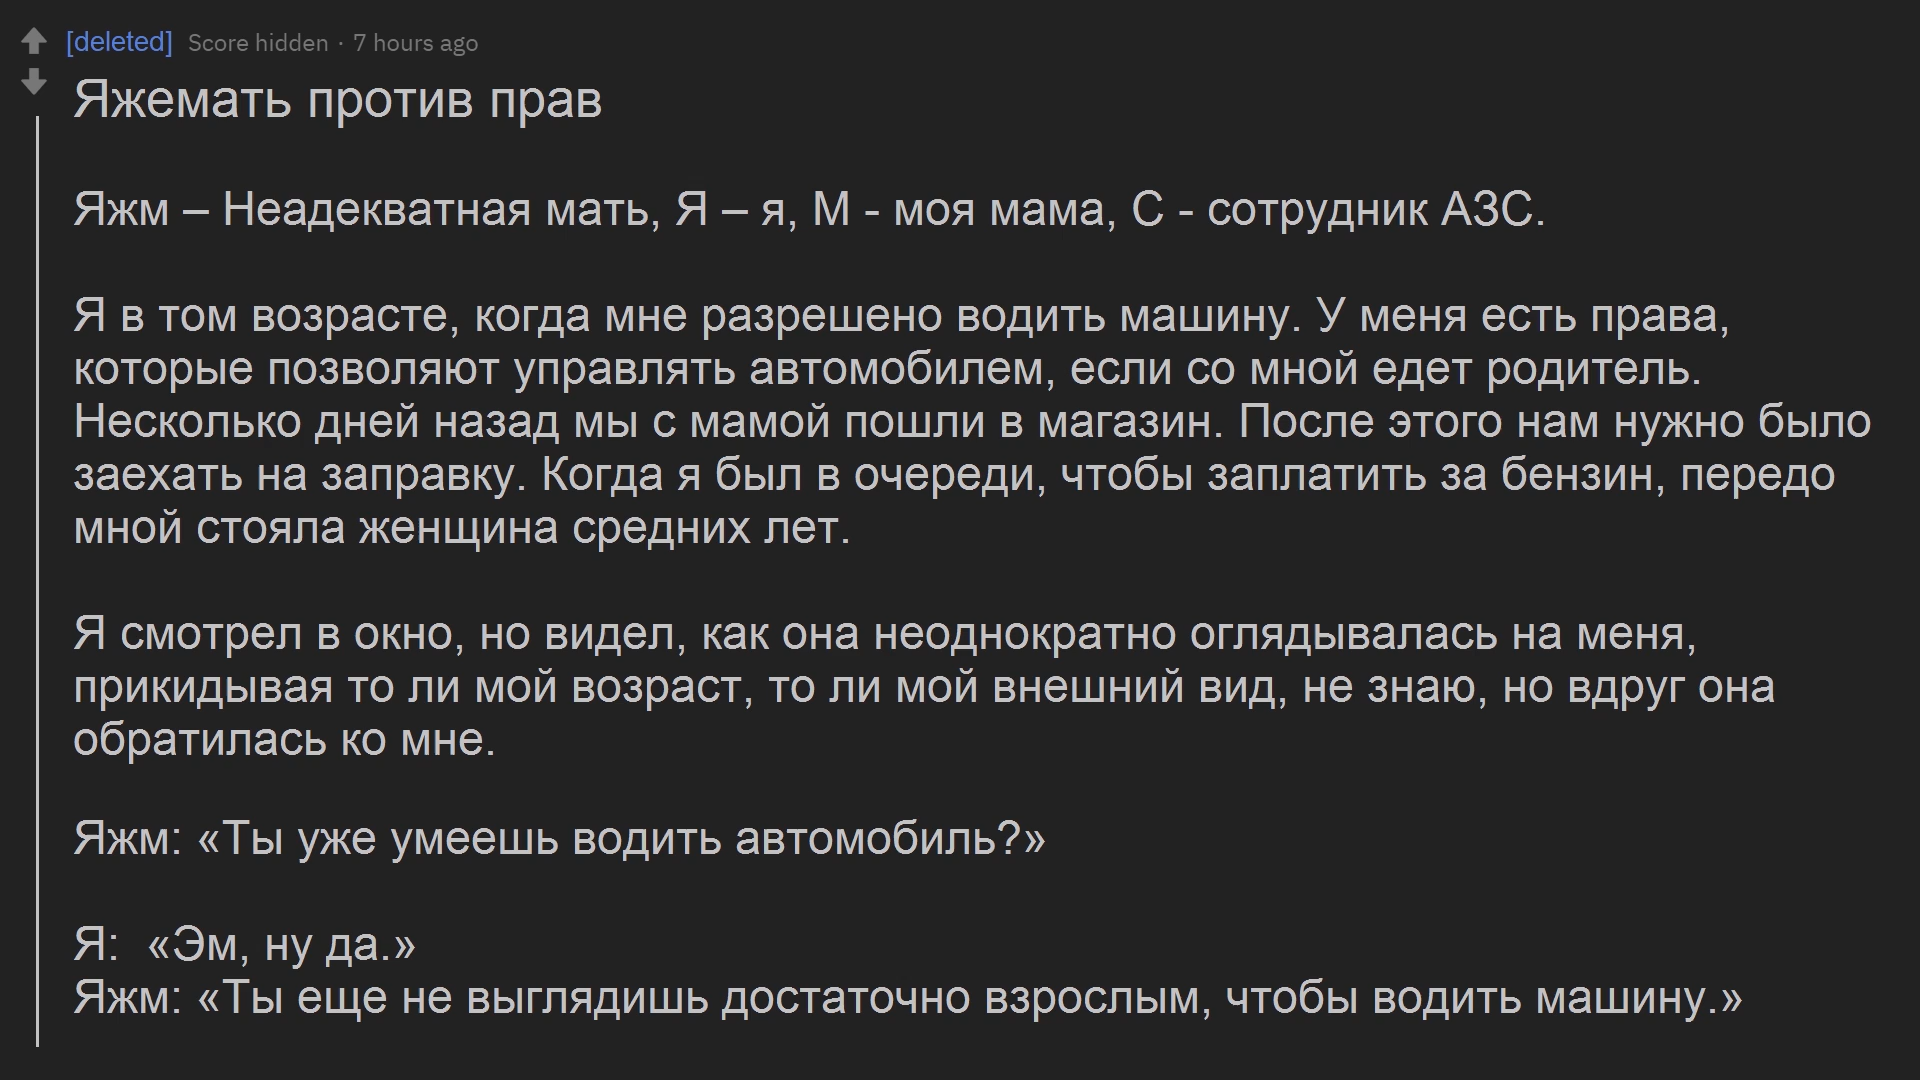 [deleted] Score hidden · 7 hours ago
Яжемать против прав
Яжм – Неадекватная мать, Я – я, М - моя мама, С - сотрудник АЗС.
Я в том возрасте, когда мне разрешено водить машину. У меня есть права,
которые позволяют управлять автомобилем, если со мной едет родитель.
Несколько дней назад мы с мамой пошли в магазин. После этого нам нужно было
заехать на заправку. Когда я был в очереди, чтобы заплатить за бензин, передо
мной стояла женщина средних лет.
Я смотрел в окно, но видел, как она неоднократно оглядывалась на меня,
прикидывая то ли мой возраст, то ли мой внешний вид, не знаю, но вдруг она
обратилась ко мне.
Яжм: «Ты уже умеешь водить автомобиль?»
Я:  «Эм, ну да.»
Яжм: «Ты еще не выглядишь достаточно взрослым, чтобы водить машину.»